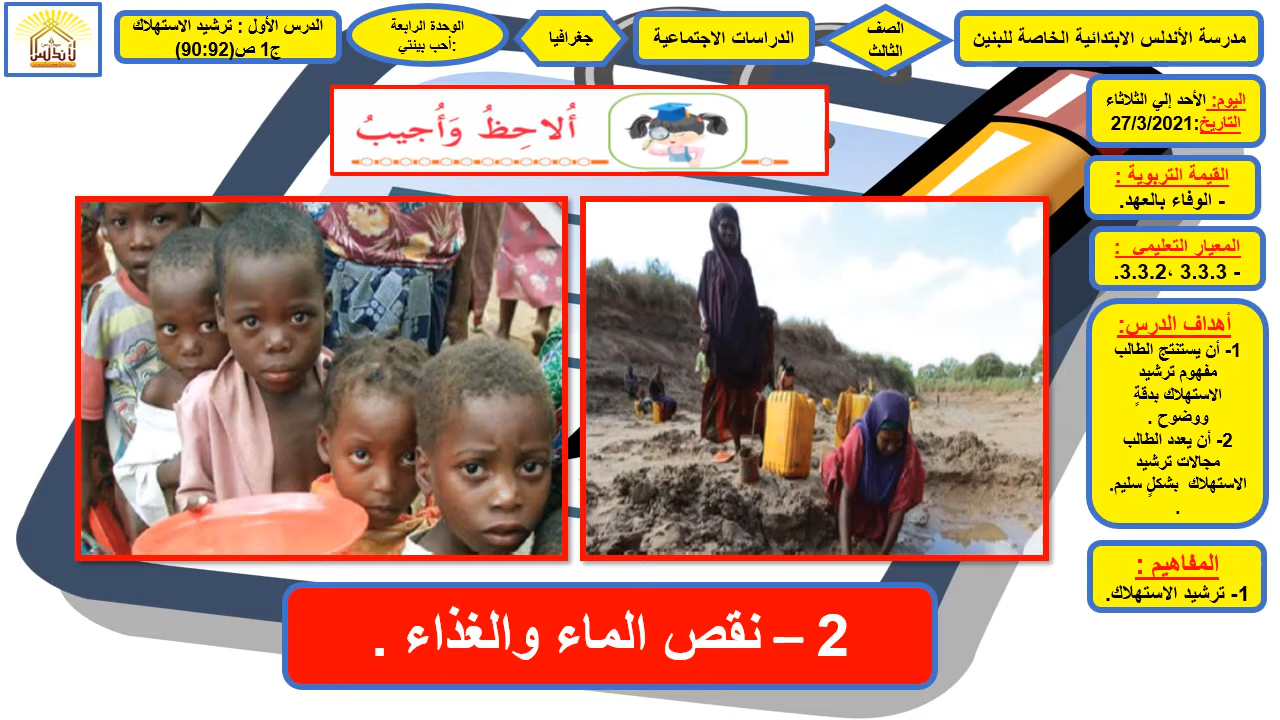 مدرسة الأندلس الابتدائية الخاصة للبنين
الصف
الثالث
الدراسات الاجتماعية
جغرافيا
الوحدة الرابعة
:أحب بيئتي
الدرس الأول : ترشيد الاستهلاك
ج1 ص(90:92)
الأندلس
اليوم: الأحد إلي الثلاثاء
التاريخ:27/3/2021
القيمة التربوية :
- الوفاء بالعهد.
المعيار التعليمي :
- 3.3.3 ،3.3.2.
أهداف الدرس:
1- أن يستنتج الطالب
مفهوم ترشيد
الاستهلاك بدقةٍ
ووضوح .
2- أن يعدد الطالب
مجالات ترشيد
الاستهلاك بشكلٍ سليم.
.
المفاهيم :
1- ترشيد الاستهلاك.
أُلاحِظُ وَأُجيبُ
2 – نقص الماء والغذاء .